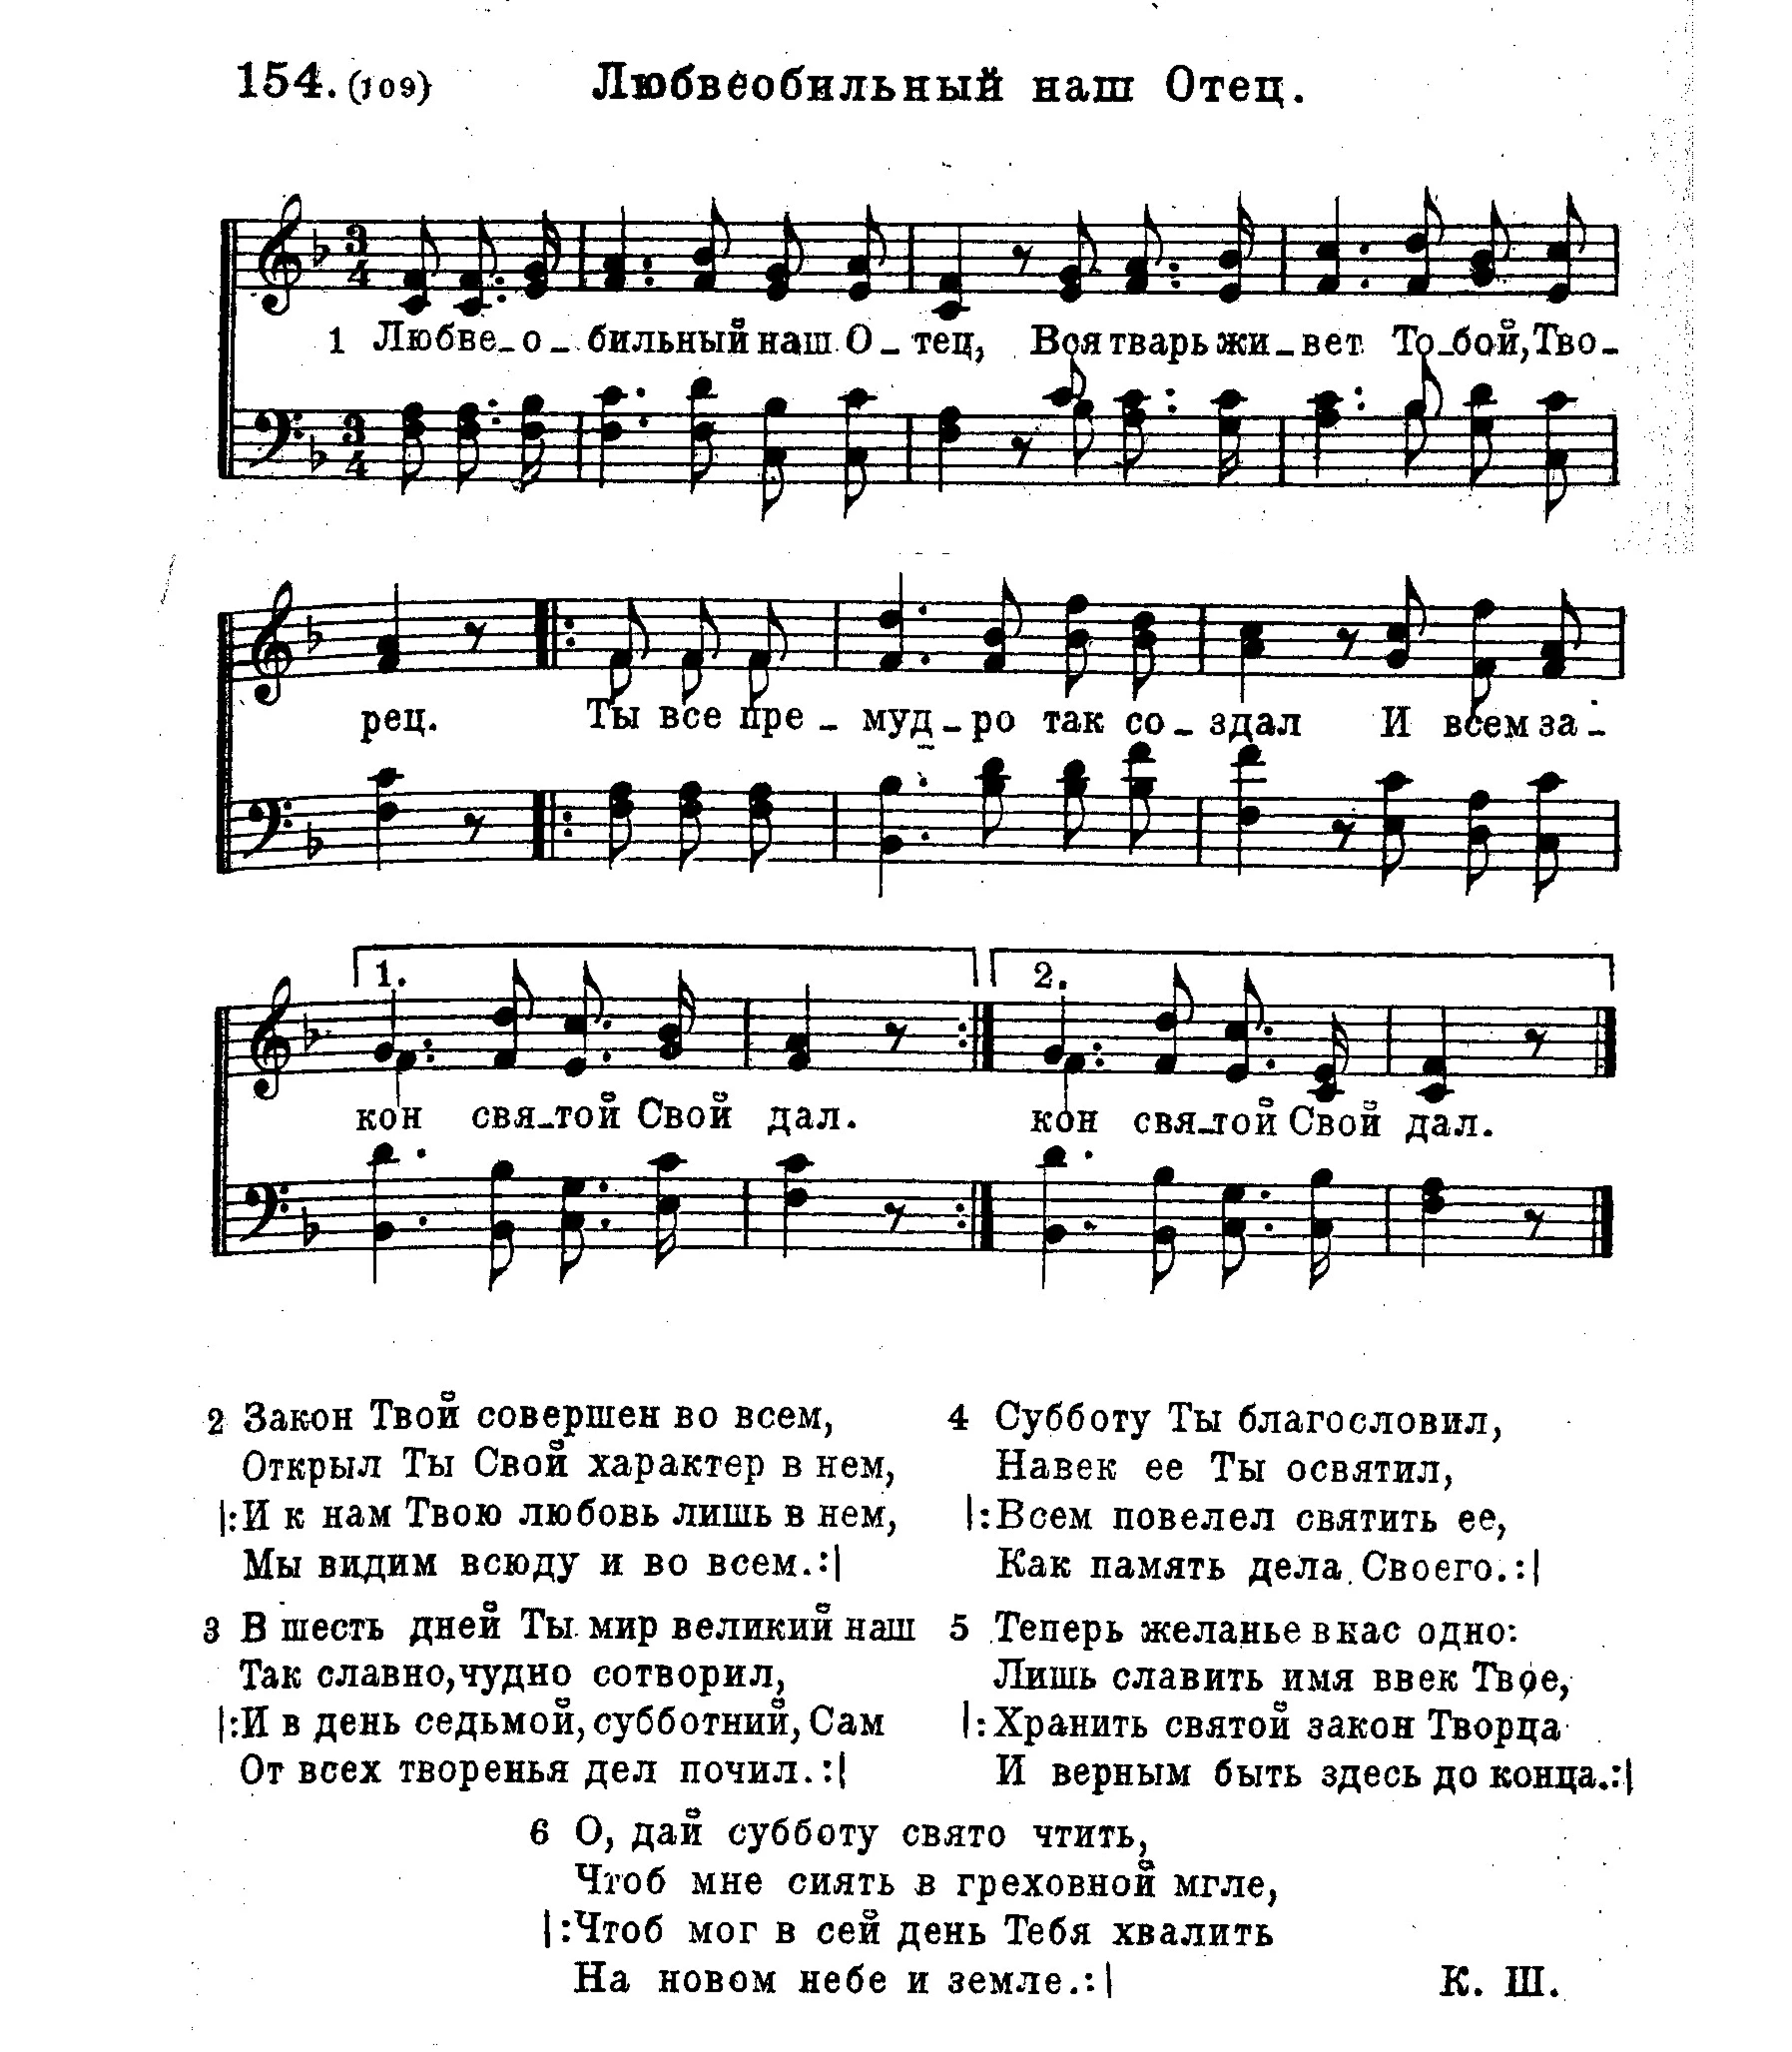 154. (109) Любвеобильный наш Отец.
3 4
1 Любве_о_бильный наш О_тец, Вся тварь жи_вет То_бой, Тво_
3 4
рец. Ты все пре_муд_ро так со_здал И всем за_
1. 2.
кон свя_той Свой дал. кон свя_той Свой дал.
2 Закон Твой совершен во всем,
Открыл Ты Свой характер в нем,
|:И к нам Твою любовь лишь в нем,
Мы видим всюду и во всем.:|
3 В шесть дней Ты мир великий наш
Так славно, чудно сотворил,
|:И в день седьмой, субботний, Сам
От всех творенья дел почил.:|
4 Субботу Ты благословил,
Навек ее Ты освятил,
|:Всем повелел святить ее,
Как память дела Своего.:|
5 Теперь желанье в кас одно:
Лишь славить имя ввек Твое,
|:Хранить святой закон Творца
И верным быть здесь до конца.:|
6 О, дай субботу свято чтить,
Чтоб мне сиять в греховной мгле,
|:Чтоб мог в сей день Тебя хвалить
На новом небе и земле.:|
К. Ш.